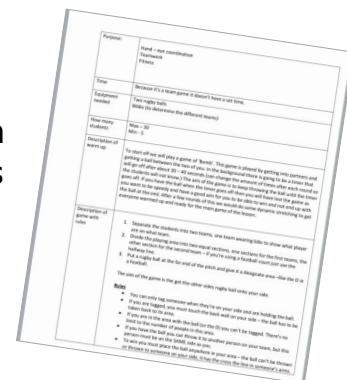 Purpose:
Hand – eye coordination
Teamwork
Fitness
Time
Because it's a team game it doesn't have a set time.
Equipment needed
Two rugby balls
Bibbs (to determine the different teams)
How many students
Max – 30
Min - 5
Description of warm up
To start off we will play a game of 'Bomb'. This game is played by getting into partners and
getting a ball between the two of you. In the background there is going to be a timer that
will go off after about 30 – 40 seconds (can change the amount of times after each round so
the students will not know.) The aim of the game is to keep throwing the ball until the timer
goes off. If you have the ball when the timer goes off then you will have lost the game so
you want to be speedy and have a good aim for you to be able to win and not end up with
the ball at the end. After a few rounds of this we would do some dynamic stretching to get
everyone warmed up and ready for the main game of the lesson.
Description of game with rules
1. Separate the students into two teams, one team wearing bibs to show what player
are on what team.
2. Divide the playing area into two equal sections, one sections for the first teams, the
other section for the second team – if you're using a football court just use the
halfway line.
3. Put a rugby ball at the far end of the pitch and give it a designate area –like the D is
a Football.
The aim of the game is the get the other sides rugby ball onto your side.
Rules
• You can only tag someone when they're on your side and are holding the ball.
• If you are tagged, you must touch the back wall on your side – the ball has to be
taken back to its area.
• If you are in the area with the ball (or the D) you can't be tagged. There's no
limit to the number of people in this area.
• If you have the ball you can throw it to another person on your team, but this
person must be on the SAME side as you.
• To win you must place the ball anywhere in your area – the ball can't be thrown
or thrown to someone on your side, it has the cross the line in someone's arms.